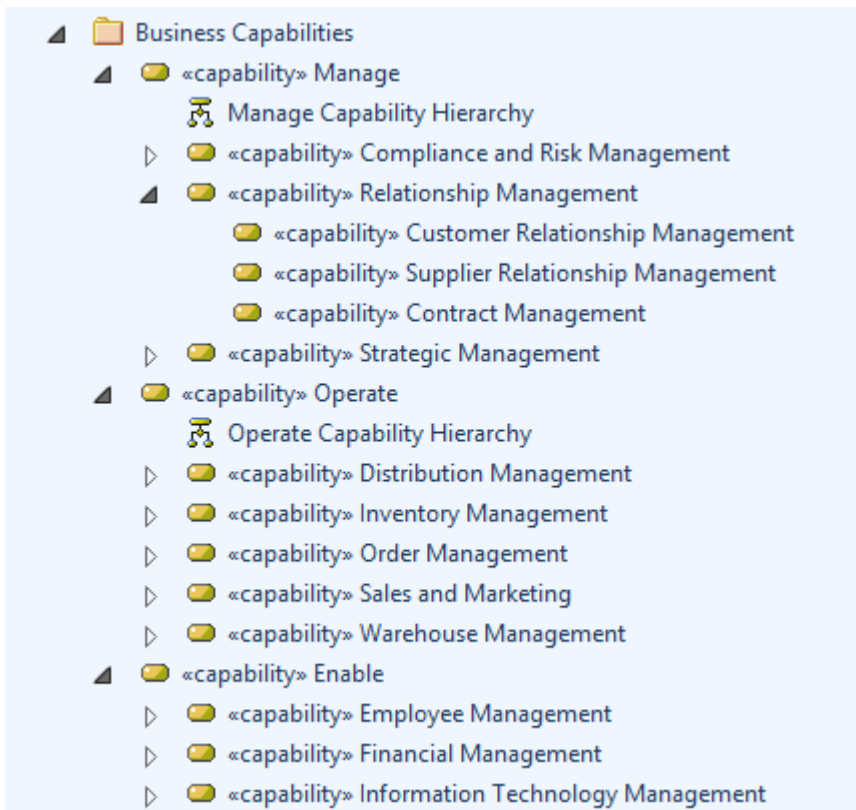 Business Capabilities
«capability» Manage
Manage Capability Hierarchy
«capability» Compliance and Risk Management
«capability» Relationship Management
«capability» Customer Relationship Management
«capability» Supplier Relationship Management
«capability» Contract Management
«capability» Strategic Management
«capability» Operate
Operate Capability Hierarchy
«capability» Distribution Management
«capability» Inventory Management
«capability» Order Management
«capability» Sales and Marketing
«capability» Warehouse Management
«capability» Enable
«capability» Employee Management
«capability» Financial Management
«capability» Information Technology Management